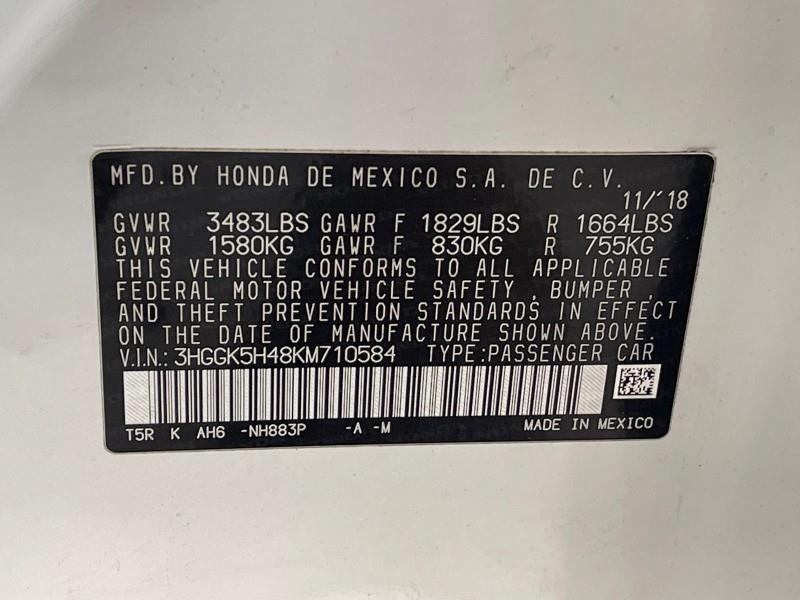 MFD.BY HONDA DE MEXICO S.A. DE C.V.
11/'18
GVWR 3483LBS GAWR F 1829LBS R 1664LBS
GVWR 1580KG GAWR F 830KG R 755KG
THIS VEHICLE CONFORMS TO ALL APPLICABLE
FEDERAL MOTOR VEHICLE SAFETY , BUMPER ,
AND THEFT PREVENTION STANDARDS IN EFFECT
ON THE DATE OF MANUFACTURE SHOWN ABOVE.
V.I.N.: 3HGGK5H48KM710584 TYPE:PASSENGER CAR
T5R K AH6 -NH883P -A -M MADE IN MEXICO